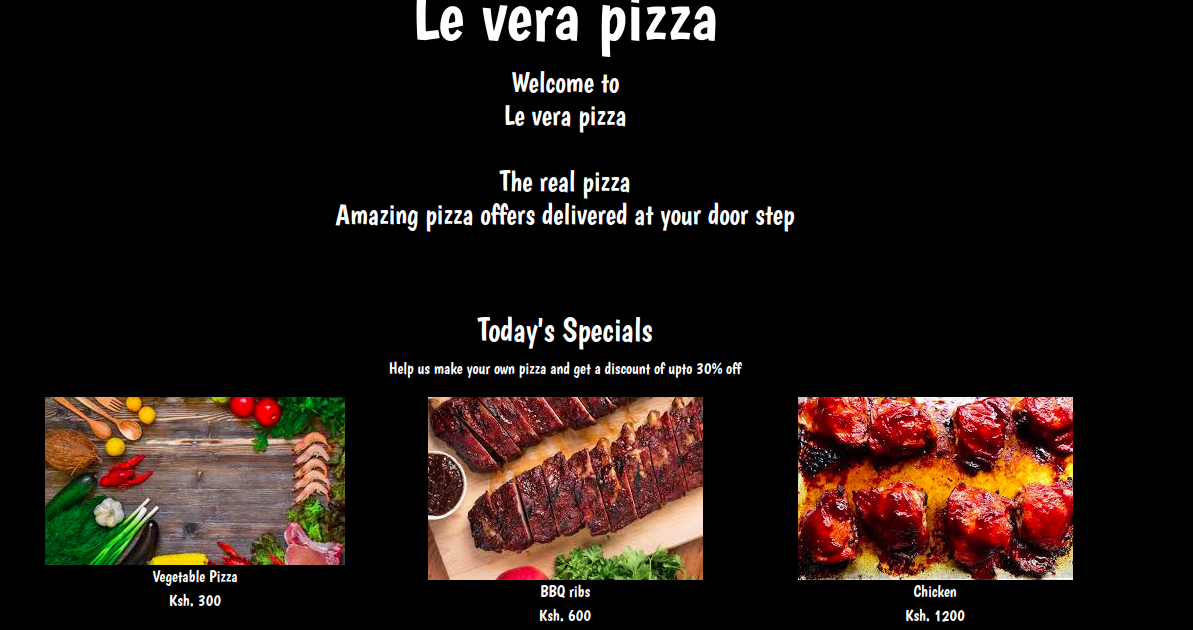 Le vera pizza
Welcome to
Le vera pizza
The real pizza
Amazing pizza offers delivered at your door step
Today's Specials
Help us make your own pizza and get a discount of upto 30% off
Vegetable Pizza
Ksh. 300
BBQ ribs
Ksh. 600
Chicken
Ksh. 1200